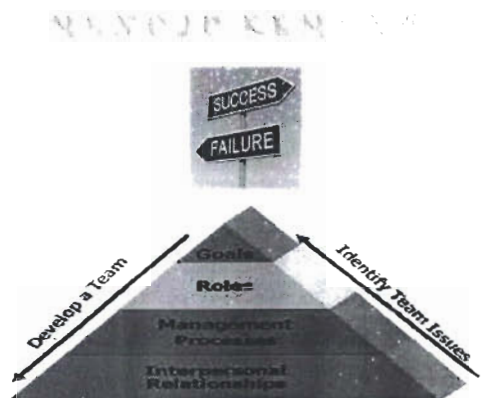 SUCCESS
FAILURE
Develop a Team
Identify Team Issues
Goals
Roles
Management
Processes
Interpersonal
Relationships